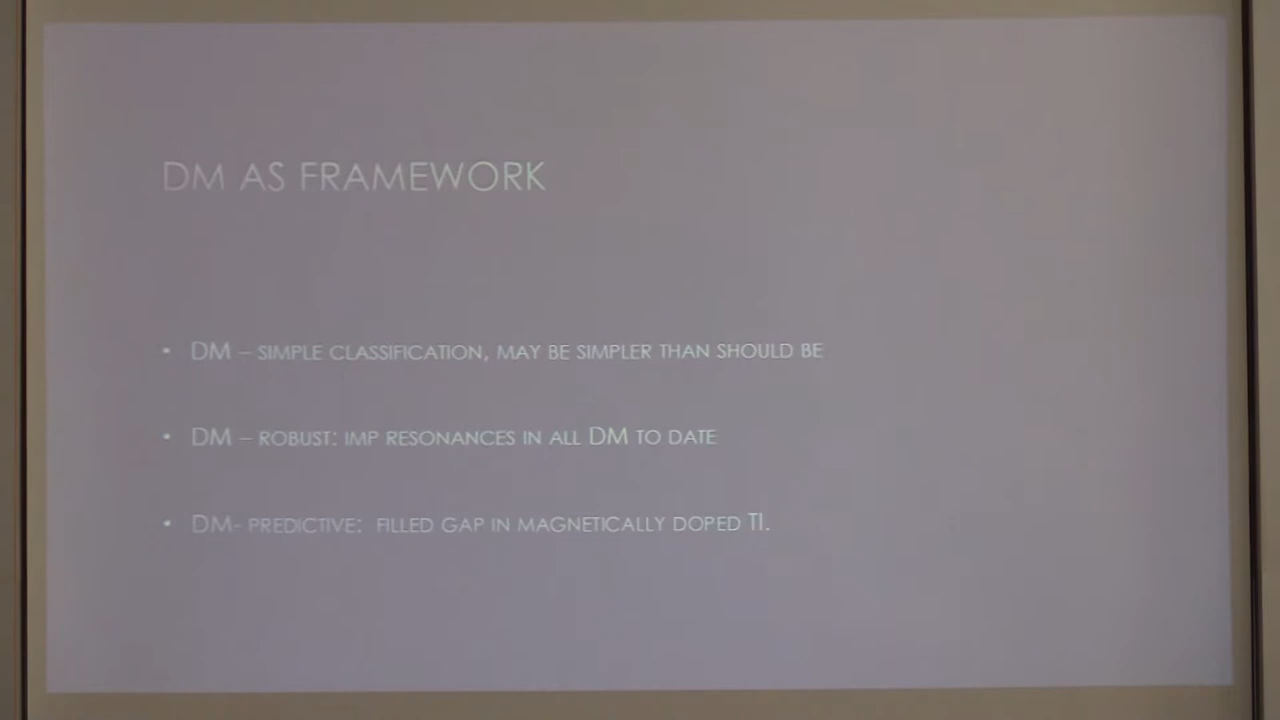 DM AS FRAMEWORK
• DM – SIMPLE CLASSIFICATION, MAY BE SIMPLER THAN SHOULD BE
• DM – ROBUST: IMP RESONANCES IN ALL DM TO DATE
• DM- PREDICTIVE: FILLED GAP IN MAGNETICALLY DOPED TI.